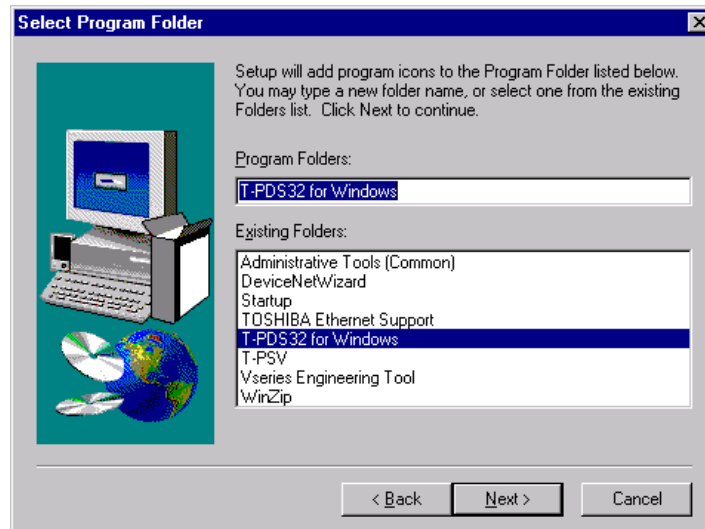 Select Program Folder
Setup will add program icons to the Program Folder listed below.
You may type a new folder name, or select one from the existing
Folders list.  Click Next to continue.
Program Folders:
T-PDS32 for Windows
Existing Folders:
Administrative Tools (Common)
DeviceNetWizard
Startup
TOSHIBA Ethernet Support
T-PDS32 for Windows
T-PSV
Vseries Engineering Tool
WinZip
< Back
Next >
Cancel